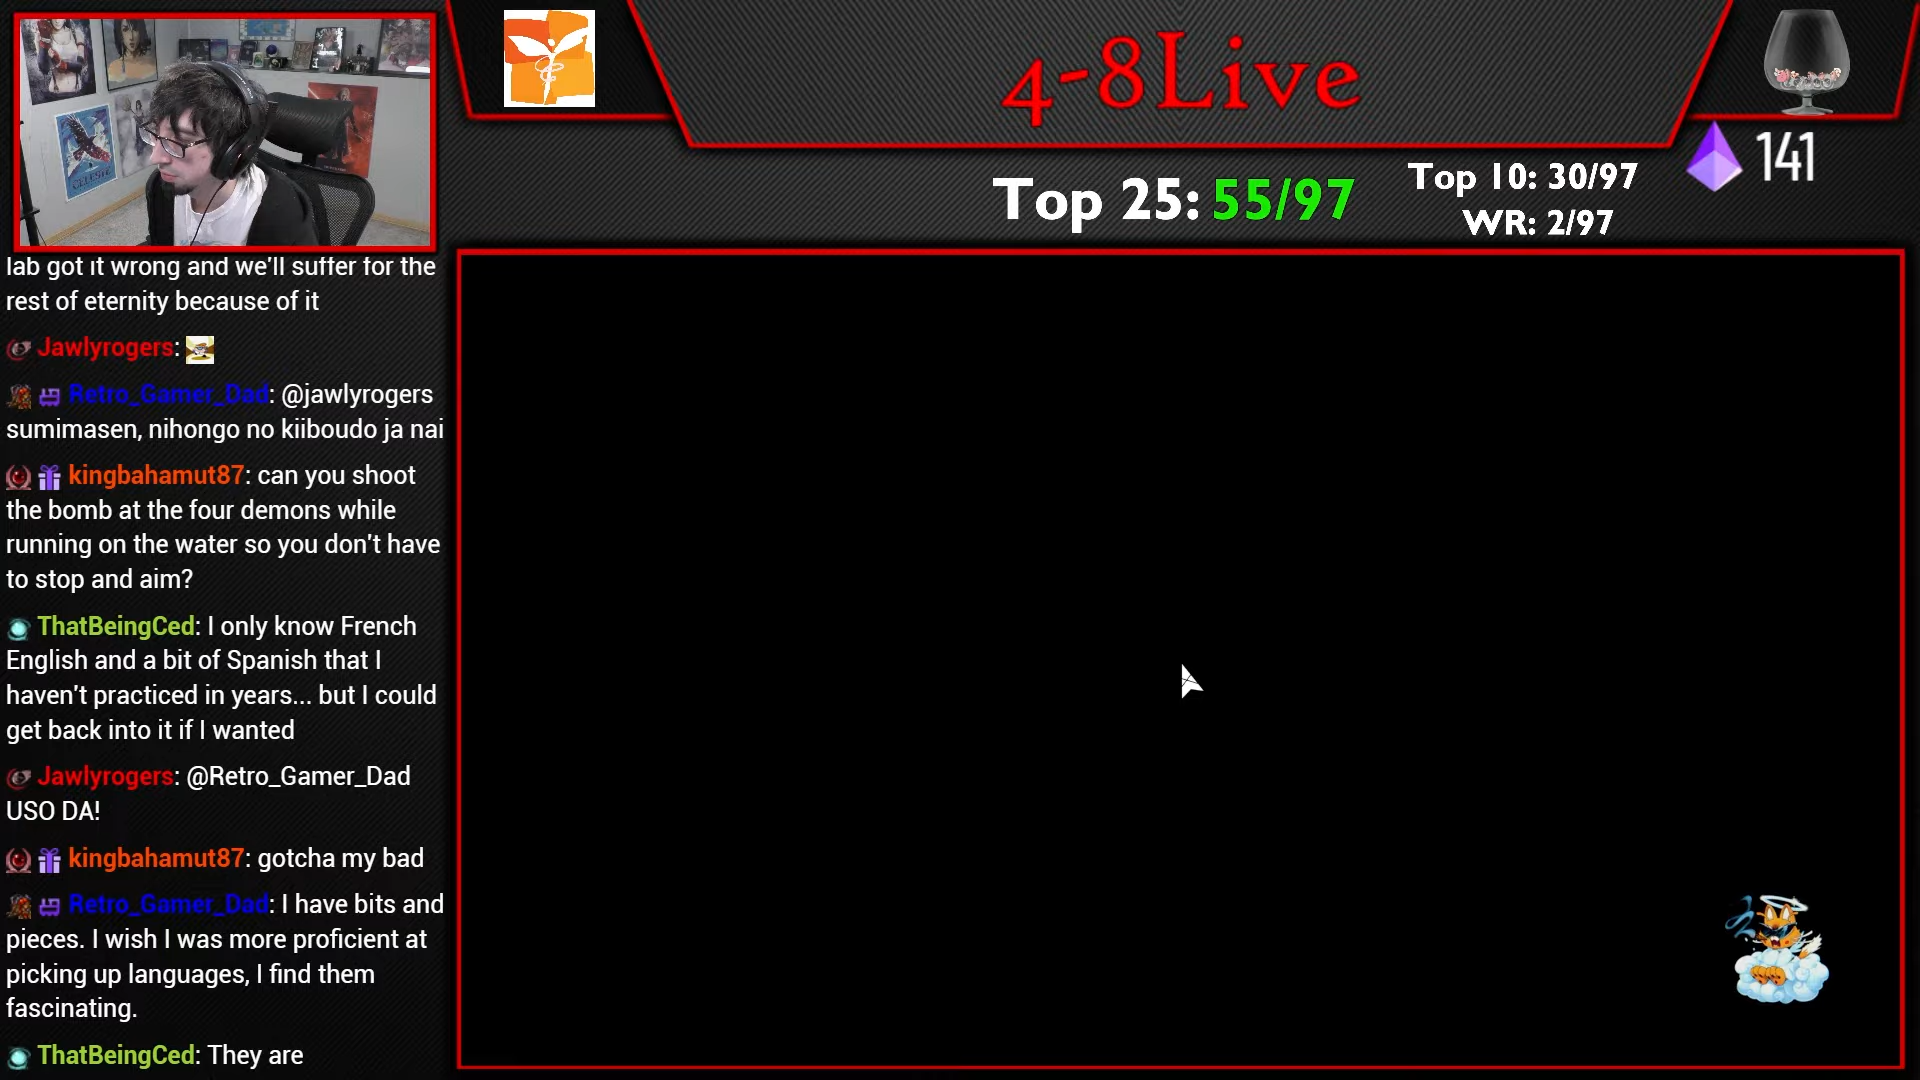 4-8Live
141
Top 25: 55/97
Top 10: 30/97
WR: 2/97
CELESTE
lab got it wrong and we'll suffer for the
rest of eternity because of it
Jawlyrogers:
Retro_Gamer_Dad: @jawlyrogers
sumimasen, nihongo no kiiboudo ja nai
kingbahamut87: can you shoot
the bomb at the four demons while
running on the water so you don't have
to stop and aim?
ThatBeingCed: I only know French
English and a bit of Spanish that I
haven't practiced in years... but I could
get back into it if I wanted
Jawlyrogers: @Retro_Gamer_Dad
USO DA!
kingbahamut87: gotcha my bad
Retro_Gamer_Dad: I have bits and
pieces. I wish I was more proficient at
picking up languages, I find them
fascinating.
ThatBeingCed: They are